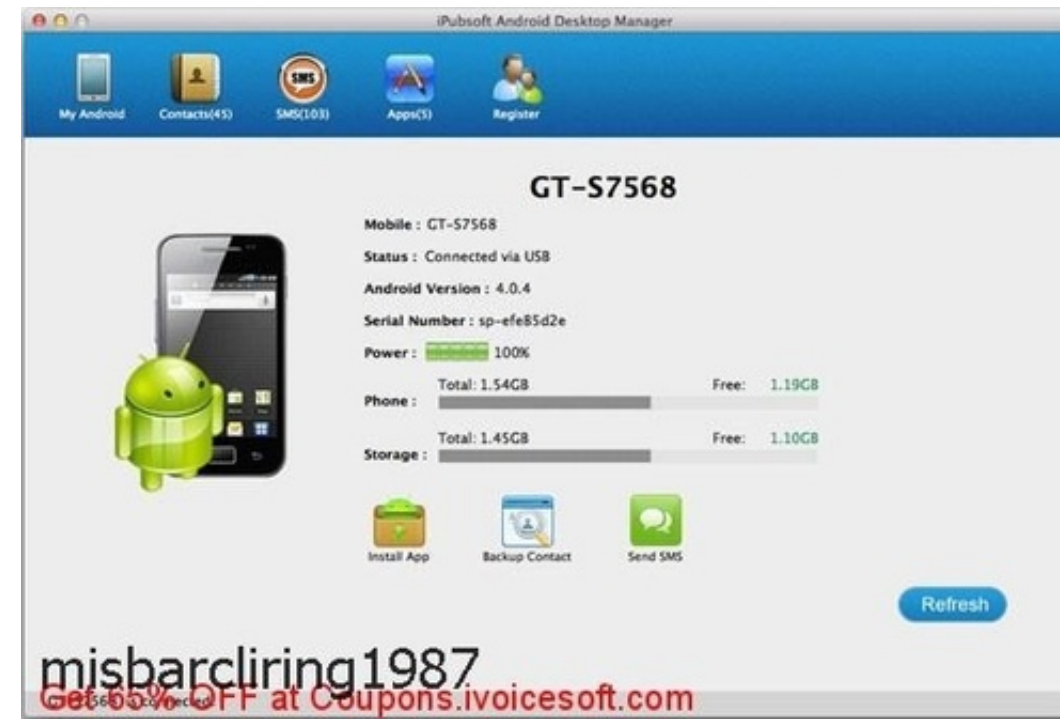 iPubsoft Android Desktop Manager
My Android Contacts(45) SMS(103) Apps(5) Register
SMS
GT-S7568
Mobile : GT-S7568
Status : Connected via USB
Android Version : 4.0.4
Serial Number : sp-efe85d2e
Power : 100%
Total: 1.54GB Free: 1.19GB
Phone :
Total: 1.45GB Free: 1.10GB
Storage :
Install App Backup Contact Send SMS
Refresh
misbarcliring1987
Get 65% OFF at Coupons.ivoicesoft.com